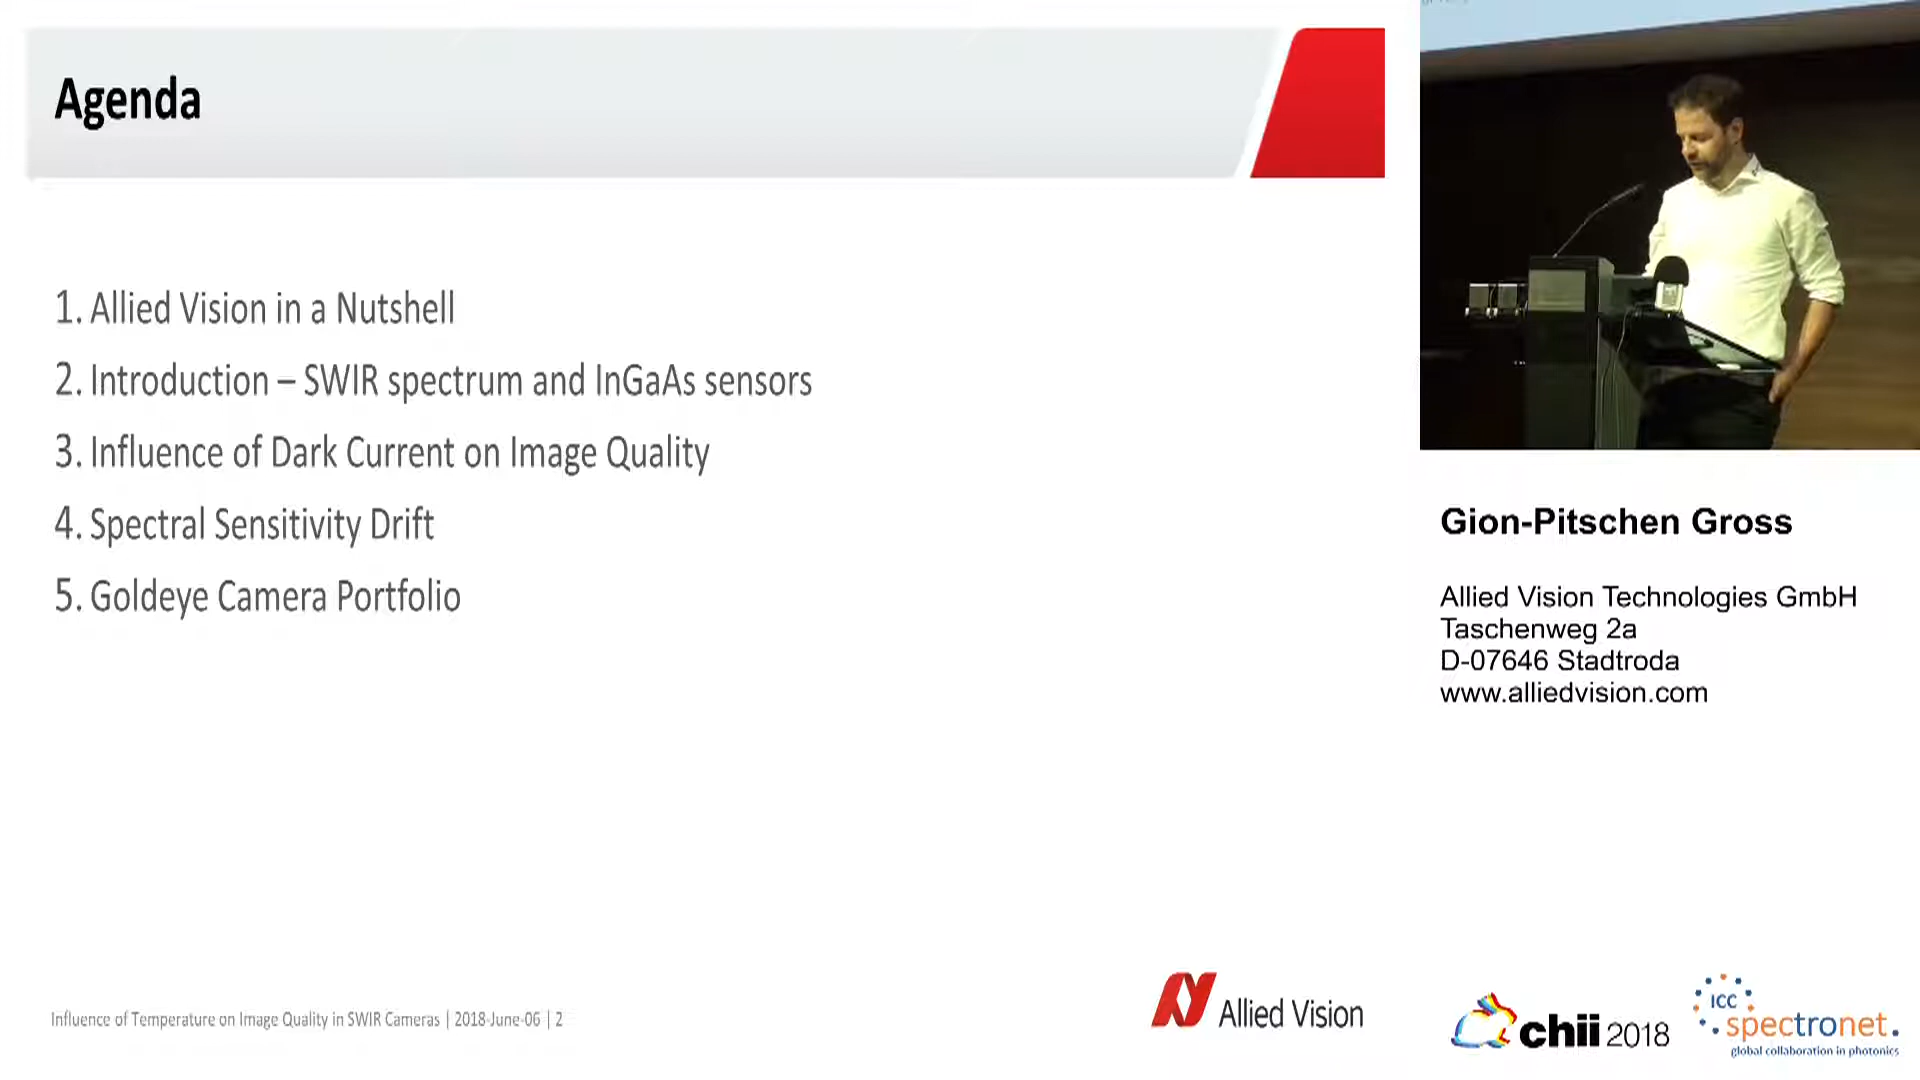 Agenda
1. Allied Vision in a Nutshell
2. Introduction – SWIR spectrum and InGaAs sensors
3. Influence of Dark Current on Image Quality
4. Spectral Sensitivity Drift
5. Goldeye Camera Portfolio
Gion-Pitschen Gross
Allied Vision Technologies GmbH
Taschenweg 2a
D-07646 Stadtroda
www.alliedvision.com
Influence of Temperature on Image Quality in SWIR Cameras | 2018-June-06 | 2
Allied Vision
chii 2018
ICC
spectronet.
global collaboration in photonics